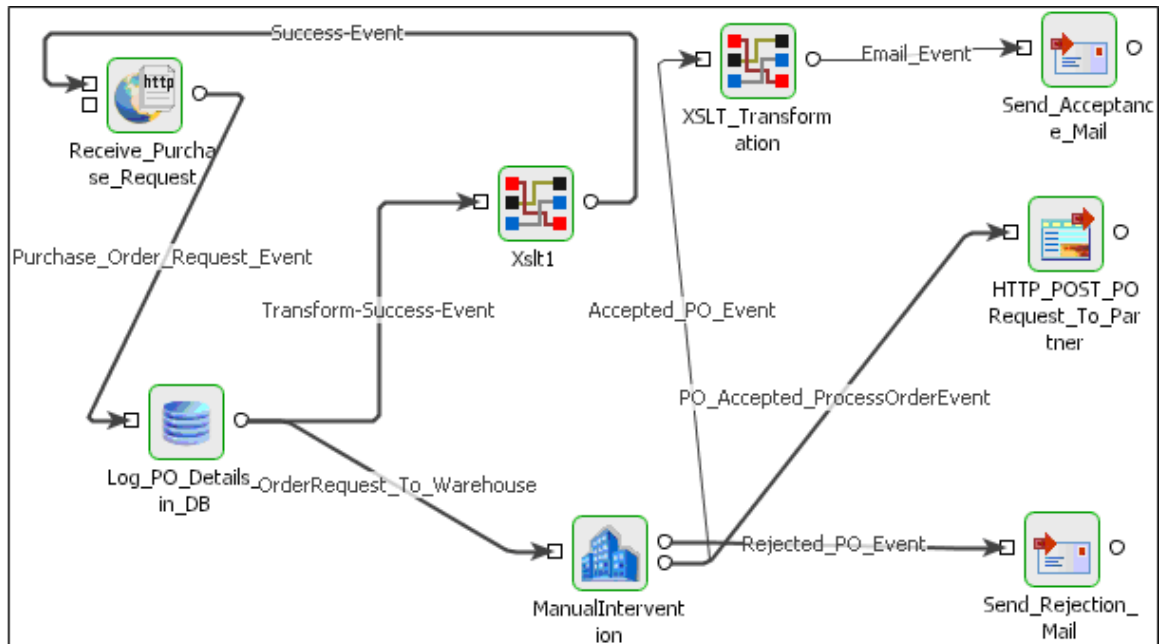 Success-Event
http
Receive_Purcha
se_Request
Email_Event
XSLT_Transform
ation
Send_Acceptanc
e_Mail
Purchase_Order_Request_Event
Xslt1
Transform-Success-Event
Accepted_PO_Event
HTTP_POST_PO
Request_To_Par
tner
PO_Accepted_ProcessOrderEvent
Log_PO_Details_
in_DB
OrderRequest_To_Warehouse
Rejected_PO_Event
ManualIntervent
ion
Send_Rejection_
Mail